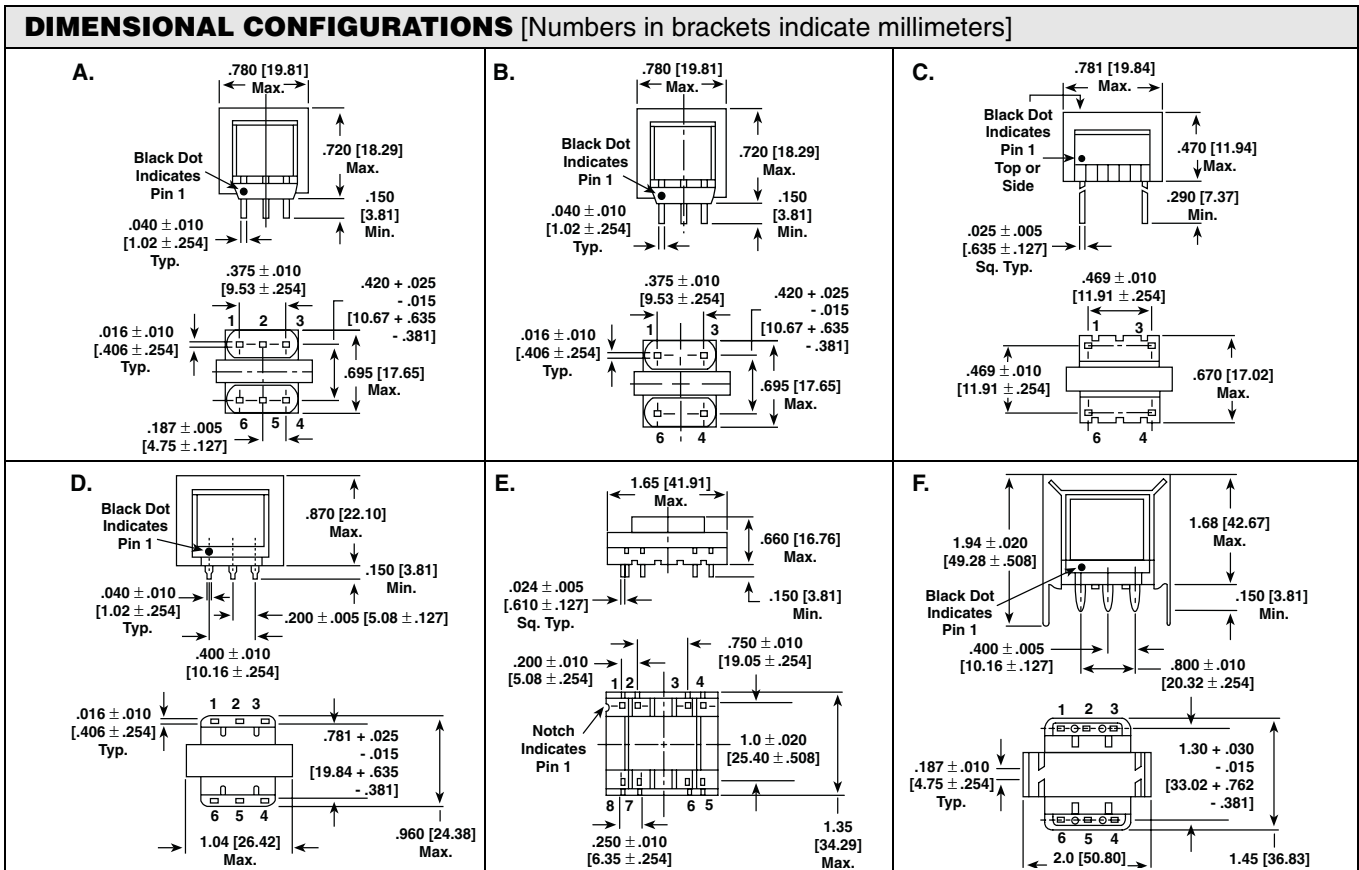 DIMENSIONAL CONFIGURATIONS [Numbers in brackets indicate millimeters]
A.
.780 [19.81]
Max.
.720 [18.29]
Max.
Black Dot
Indicates
Pin 1
.150
[3.81]
Min.
.040 ± .010
[1.02 ± .254]
Typ.
.375 ± .010
[9.53 ± .254]
.420 + .025
- .015
[10.67 + .635
- .381]
1 2 3
.016 ± .010
[.406 ± .254]
Typ.
.695 [17.65]
Max.
6 5 4
.187 ± .005
[4.75 ± .127]
B.
.780 [19.81]
Max.
.720 [18.29]
Max.
Black Dot
Indicates
Pin 1
.150
[3.81]
Min.
.040 ± .010
[1.02 ± .254]
Typ.
.375 ± .010
[9.53 ± .254]
.420 + .025
- .015
[10.67 + .635
- .381]
1 3
.016 ± .010
[.406 ± .254]
Typ.
.695 [17.65]
Max.
6 4
C.
.781 [19.84]
Max.
Black Dot
Indicates
Pin 1
Top or
Side
.470 [11.94]
Max.
.290 [7.37]
Min.
.025 ± .005
[.635 ± .127]
Sq. Typ.
.469 ± .010
[11.91 ± .254]
1 3
.469 ± .010
[11.91 ± .254]
.670 [17.02]
Max.
6 4
D.
Black Dot
Indicates
Pin 1
.870 [22.10]
Max.
.150 [3.81]
Min.
.040 ± .010
[1.02 ± .254]
Typ.
.200 ± .005 [5.08 ± .127]
.400 ± .010
[10.16 ± .254]
1 2 3
.016 ± .010
[.406 ± .254]
Typ.
.781 + .025
- .015
[19.84 + .635
- .381]
6 5 4
1.04 [26.42]
Max.
.960 [24.38]
Max.
E.
1.65 [41.91]
Max.
.660 [16.76]
Max.
.024 ± .005
[.610 ± .127]
Sq. Typ.
.150 [3.81]
Min.
.750 ± .010
[19.05 ± .254]
.200 ± .010
[5.08 ± .254]
1 2 3 4
Notch
Indicates
Pin 1
1.0 ± .020
[25.40 ± .508]
8 7 6 5
.250 ± .010
[6.35 ± .254]
1.35
[34.29]
Max.
F.
1.94 ± .020
[49.28 ± .508]
1.68 [42.67]
Max.
Black Dot
Indicates
Pin 1
.150 [3.81]
Min.
.400 ± .005
[10.16 ± .127]
.800 ± .010
[20.32 ± .254]
1 2 3
.187 ± .010
[4.75 ± .254]
Typ.
1.30 + .030
- .015
[33.02 + .762
- .381]
6 5 4
2.0 [50.80]
1.45 [36.83]